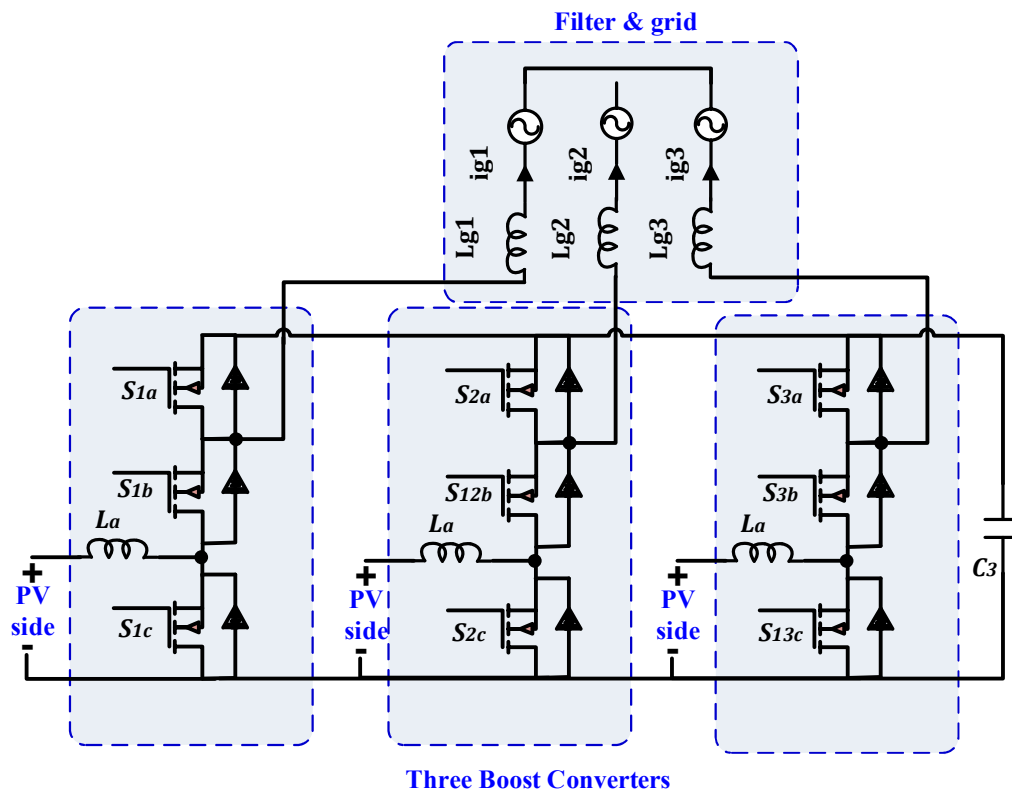 Filter & grid
ig1
ig2
ig3
Lg1
Lg2
Lg3
S1a
S2a
S3a
S1b
S12b
S3b
La
La
La
C3
+
PV
side
-
+
PV
side
-
+
PV
side
-
S1c
S2c
S13c
Three Boost Converters